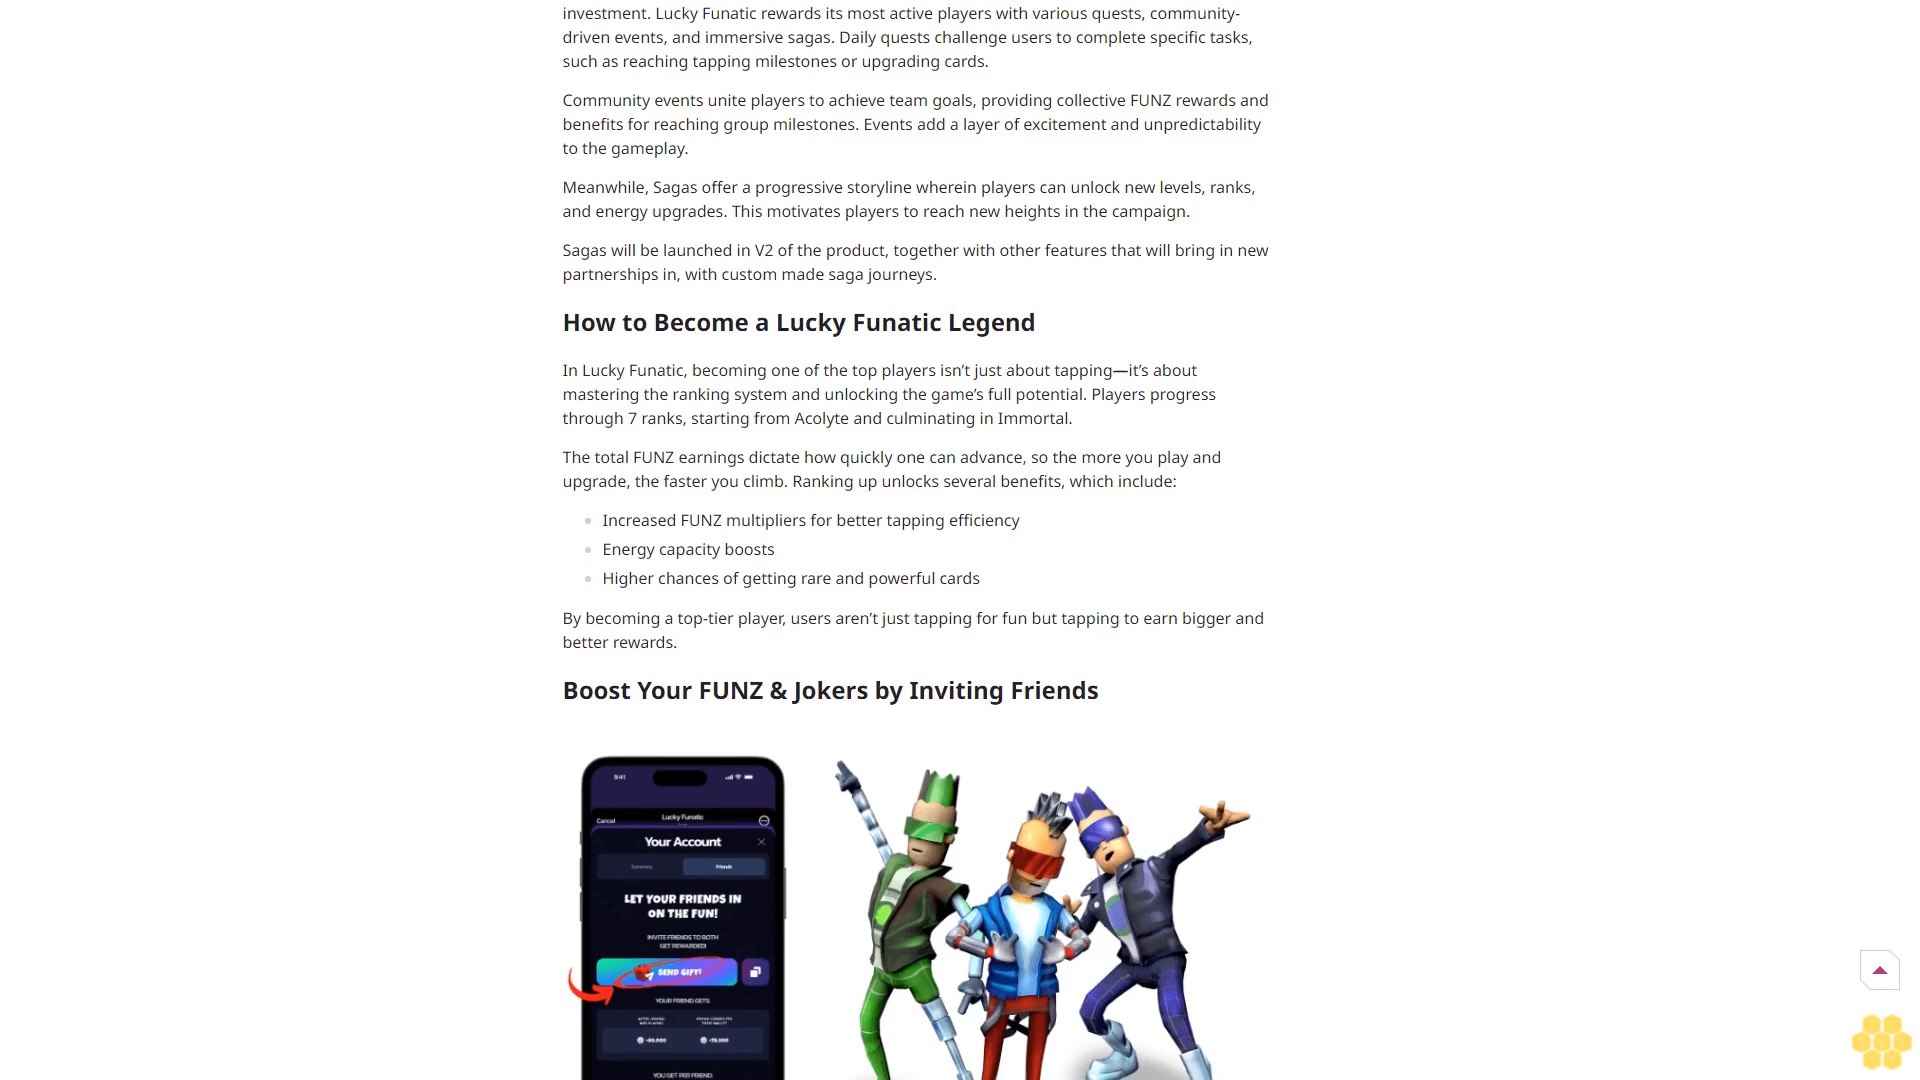 investment. Lucky Funatic rewards its most active players with various quests, community-
driven events, and immersive sagas. Daily quests challenge users to complete specific tasks,
such as reaching tapping milestones or upgrading cards.
Community events unite players to achieve team goals, providing collective FUNZ rewards and
benefits for reaching group milestones. Events add a layer of excitement and unpredictability
to the gameplay.
Meanwhile, Sagas offer a progressive storyline wherein players can unlock new levels, ranks,
and energy upgrades. This motivates players to reach new heights in the campaign.
Sagas will be launched in V2 of the product, together with other features that will bring in new
partnerships in, with custom made saga journeys.
How to Become a Lucky Funatic Legend
In Lucky Funatic, becoming one of the top players isn’t just about tapping—it’s about
mastering the ranking system and unlocking the game’s full potential. Players progress
through 7 ranks, starting from Acolyte and culminating in Immortal.
The total FUNZ earnings dictate how quickly one can advance, so the more you play and
upgrade, the faster you climb. Ranking up unlocks several benefits, which include:
Increased FUNZ multipliers for better tapping efficiency
Energy capacity boosts
Higher chances of getting rare and powerful cards
By becoming a top-tier player, users aren’t just tapping for fun but tapping to earn bigger and
better rewards.
Boost Your FUNZ & Jokers by Inviting Friends
9:41
Cancel
Lucky Funatic
Your Account
Summary
Friends
LET YOUR FRIENDS IN
ON THE FUN!
INVITE FRIENDS TO BOTH
GET REWARDED!
SEND GIFT!
YOUR FRIEND GETS:
YOU GET PER FRIEND: